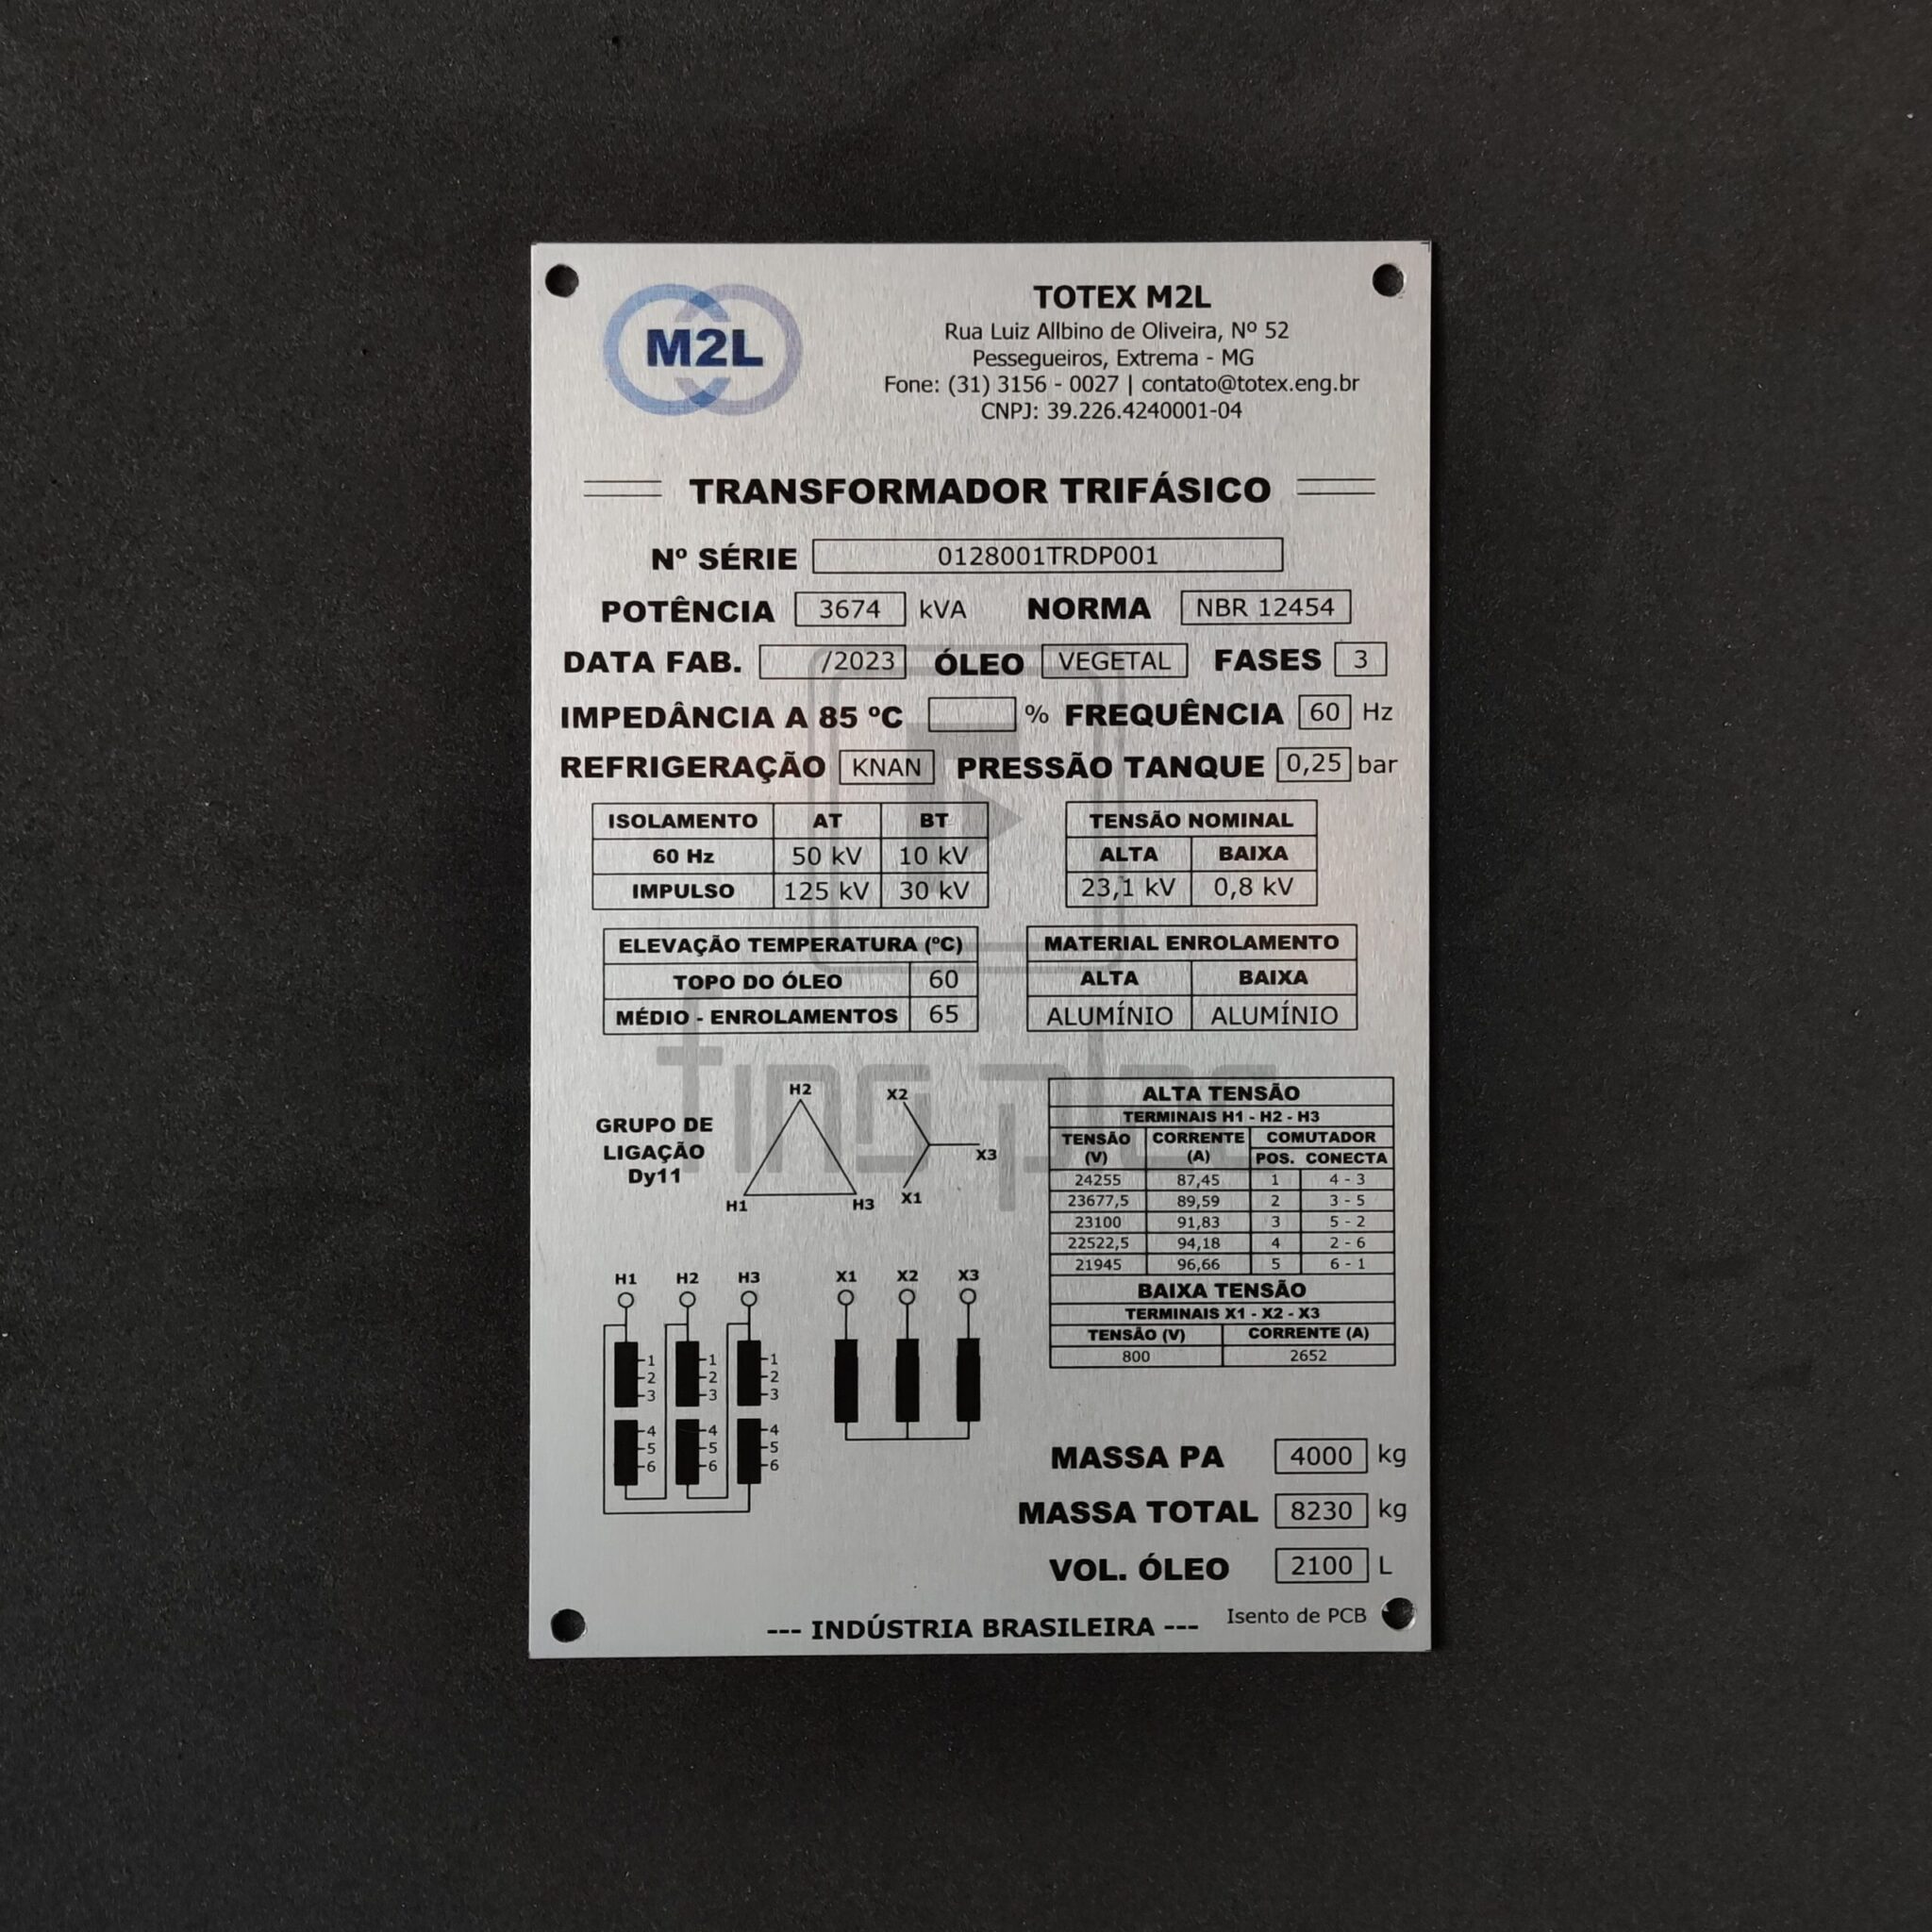 M2L
TOTEX M2L
Rua Luiz Allbino de Oliveira, Nº 52
Pessegueiros, Extrema - MG
Fone: (31) 3156 - 0027 | contato@totex.eng.br
CNPJ: 39.226.4240001-04
TRANSFORMADOR TRIFÁSICO
Nº SÉRIE 0128001TRDP001
POTÊNCIA 3674 kVA NORMA NBR 12454
DATA FAB. /2023 ÓLEO VEGETAL FASES 3
IMPEDÂNCIA A 85 ºC % FREQUÊNCIA 60 Hz
REFRIGERAÇÃO KNAN PRESSÃO TANQUE 0,25 bar
ISOLAMENTO AT BT
60 Hz 50 kV 10 kV
IMPULSO 125 kV 30 kV
TENSÃO NOMINAL
ALTA BAIXA
23,1 kV 0,8 kV
ELEVAÇÃO TEMPERATURA (ºC)
TOPO DO ÓLEO 60
MÉDIO - ENROLAMENTOS 65
MATERIAL ENROLAMENTO
ALTA BAIXA
ALUMÍNIO ALUMÍNIO
fino plac
GRUPO DE
LIGAÇÃO
Dy11
H2
H1 H3
X2
X3
X1
ALTA TENSÃO
TERMINAIS H1 - H2 - H3
TENSÃO (V) CORRENTE (A) COMUTADOR
POS. CONECTA
24255 87,45 1 4 - 3
23677,5 89,59 2 3 - 5
23100 91,83 3 5 - 2
22522,5 94,18 4 2 - 6
21945 96,66 5 6 - 1
BAIXA TENSÃO
TERMINAIS X1 - X2 - X3
TENSÃO (V) CORRENTE (A)
800 2652
H1 H2 H3 X1 X2 X3
1 1 1
2 2 2
3 3 3
4 4 4
5 5 5
6 6 6
MASSA PA 4000 kg
MASSA TOTAL 8230 kg
VOL. ÓLEO 2100 L
--- INDÚSTRIA BRASILEIRA --- Isento de PCB